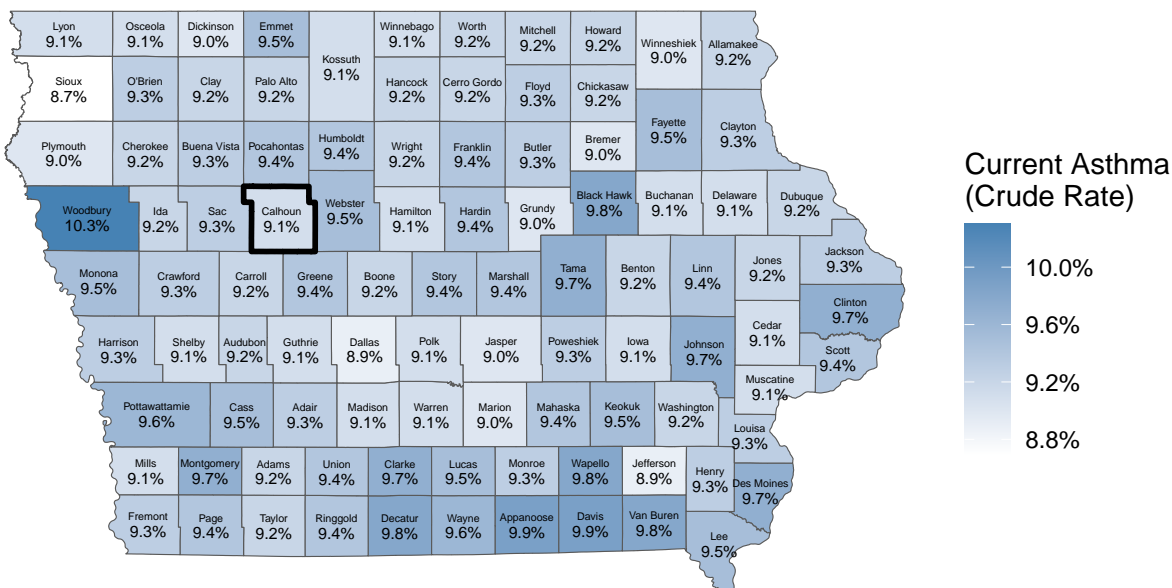 Lyon
9.1%
Osceola
9.1%
Dickinson
9.0%
Emmet
9.5%
Kossuth
9.1%
Winnebago
9.1%
Worth
9.2%
Mitchell
9.2%
Howard
9.2%
Winneshiek
9.0%
Allamakee
9.2%
Sioux
8.7%
O'Brien
9.3%
Clay
9.2%
Palo Alto
9.2%
Hancock
9.2%
Cerro Gordo
9.2%
Floyd
9.3%
Chickasaw
9.2%
Fayette
9.5%
Clayton
9.3%
Plymouth
9.0%
Cherokee
9.2%
Buena Vista
9.3%
Pocahontas
9.4%
Humboldt
9.4%
Wright
9.2%
Franklin
9.4%
Butler
9.3%
Bremer
9.0%
Woodbury
10.3%
Ida
9.2%
Sac
9.3%
Calhoun
9.1%
Webster
9.5%
Hamilton
9.1%
Hardin
9.4%
Grundy
9.0%
Black Hawk
9.8%
Buchanan
9.1%
Delaware
9.1%
Dubuque
9.2%
Monona
9.5%
Crawford
9.3%
Carroll
9.2%
Greene
9.4%
Boone
9.2%
Story
9.4%
Marshall
9.4%
Tama
9.7%
Benton
9.2%
Linn
9.4%
Jones
9.2%
Jackson
9.3%
Clinton
9.7%
Harrison
9.3%
Shelby
9.1%
Audubon
9.2%
Guthrie
9.1%
Dallas
8.9%
Polk
9.1%
Jasper
9.0%
Poweshiek
9.3%
Iowa
9.1%
Johnson
9.7%
Cedar
9.1%
Scott
9.4%
Muscatine
9.1%
Pottawattamie
9.6%
Cass
9.5%
Adair
9.3%
Madison
9.1%
Warren
9.1%
Marion
9.0%
Mahaska
9.4%
Keokuk
9.5%
Washington
9.2%
Louisa
9.3%
Mills
9.1%
Montgomery
9.7%
Adams
9.2%
Union
9.4%
Clarke
9.7%
Lucas
9.5%
Monroe
9.3%
Wapello
9.8%
Jefferson
8.9%
Henry
9.3%
Des Moines
9.7%
Fremont
9.3%
Page
9.4%
Taylor
9.2%
Ringgold
9.4%
Decatur
9.8%
Wayne
9.6%
Appanoose
9.9%
Davis
9.9%
Van Buren
9.8%
Lee
9.5%
Current Asthma
(Crude Rate)
10.0%
9.6%
9.2%
8.8%